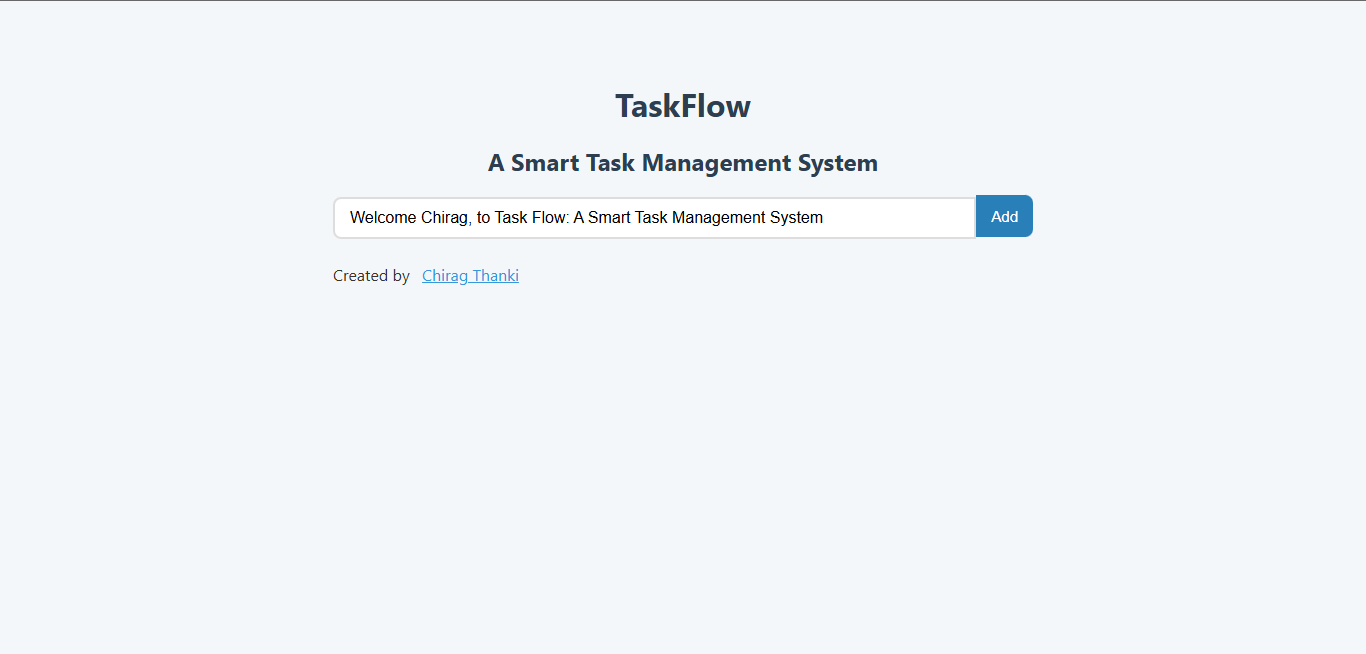 TaskFlow
A Smart Task Management System
Welcome Chirag, to Task Flow: A Smart Task Management System Add
Created by Chirag Thanki